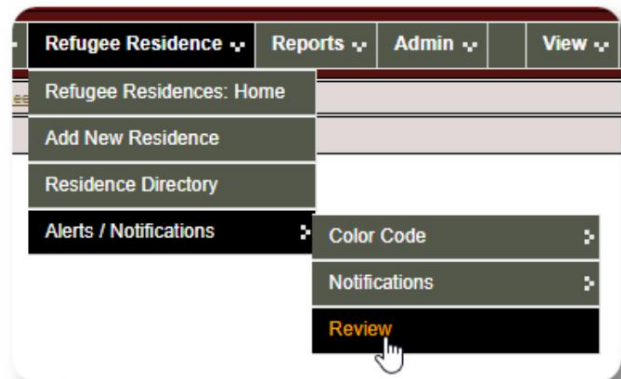 Refugee Residence Reports Admin View
Refugee Residences: Home
Add New Residence
Residence Directory
Alerts / Notifications
Color Code
Notifications
Review